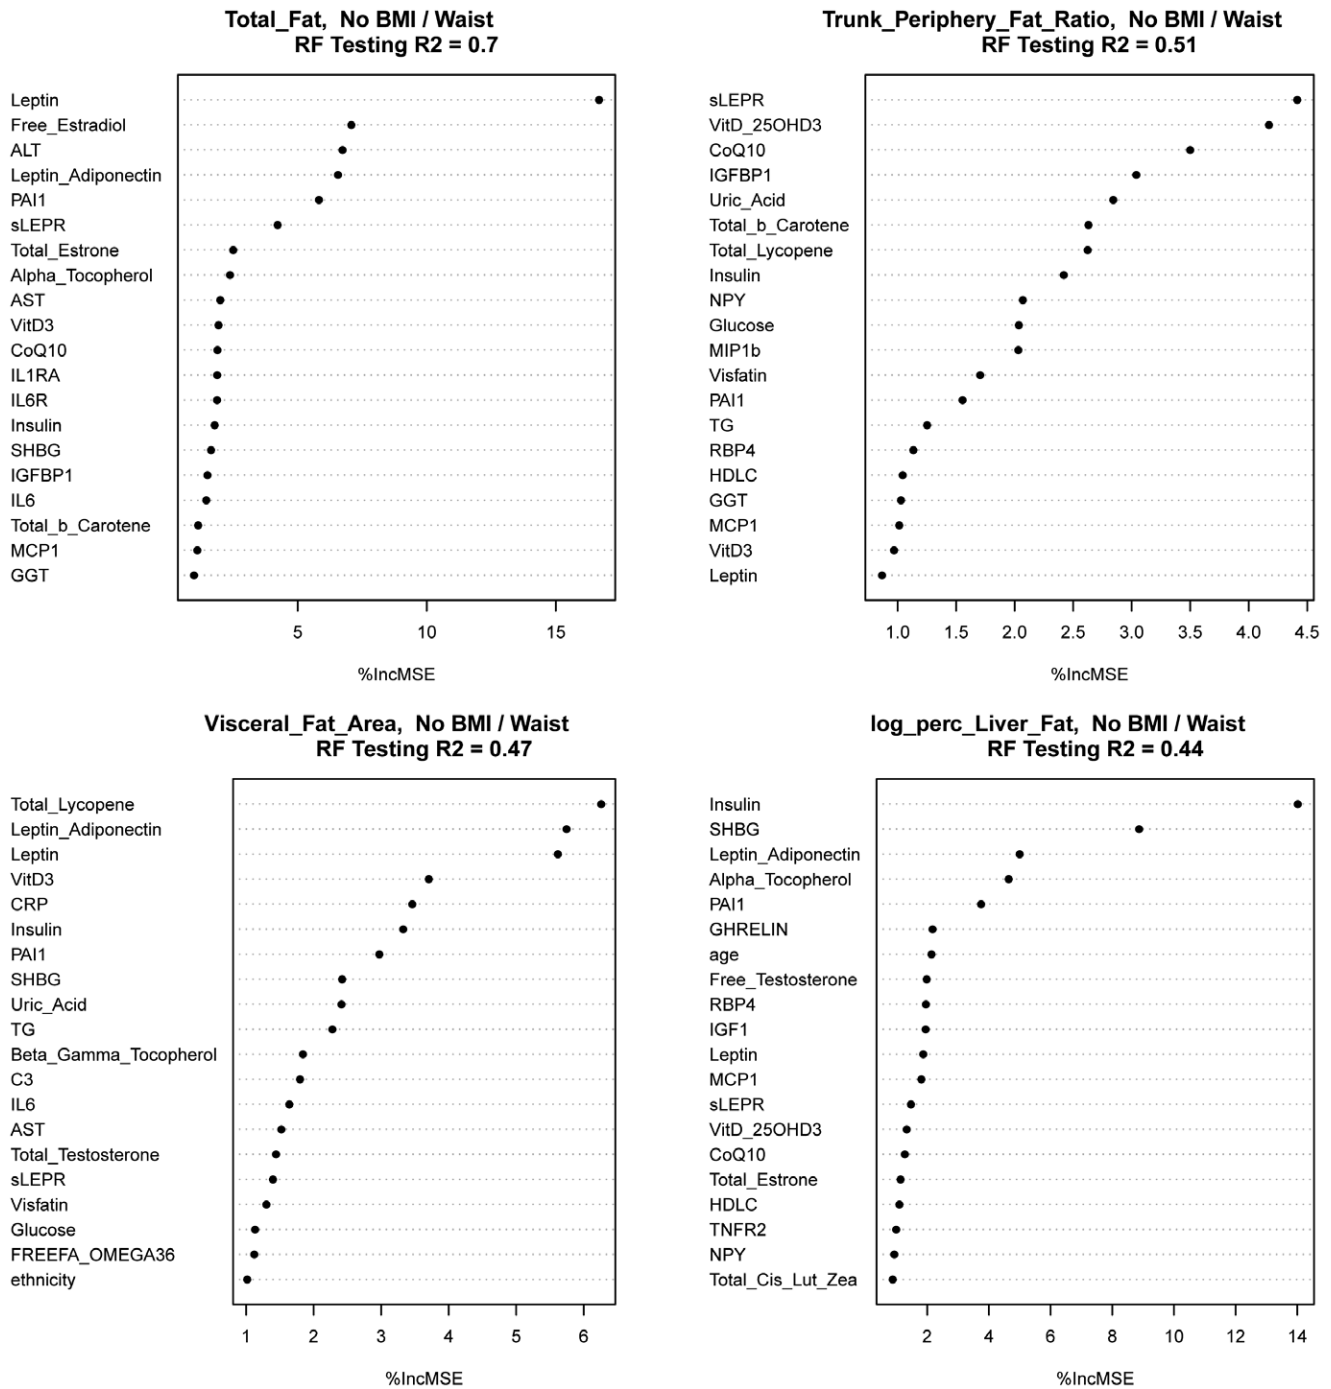 Total_Fat, No BMI / Waist
RF Testing R2 = 0.7
Leptin
Free_Estradiol
ALT
Leptin_Adiponectin
PAI1
sLEPR
Total_Estrone
Alpha_Tocopherol
AST
VitD3
CoQ10
IL1RA
IL6R
Insulin
SHBG
IGFBP1
IL6
Total_b_Carotene
MCP1
GGT
5 10 15
%IncMSE
Trunk_Periphery_Fat_Ratio, No BMI / Waist
RF Testing R2 = 0.51
sLEPR
VitD_25OHD3
CoQ10
IGFBP1
Uric_Acid
Total_b_Carotene
Total_Lycopene
Insulin
NPY
Glucose
MIP1b
Visfatin
PAI1
TG
RBP4
HDLC
GGT
MCP1
VitD3
Leptin
1.0 1.5 2.0 2.5 3.0 3.5 4.0 4.5
%IncMSE
Visceral_Fat_Area, No BMI / Waist
RF Testing R2 = 0.47
Total_Lycopene
Leptin_Adiponectin
Leptin
VitD3
CRP
Insulin
PAI1
SHBG
Uric_Acid
TG
Beta_Gamma_Tocopherol
C3
IL6
AST
Total_Testosterone
sLEPR
Visfatin
Glucose
FREEFA_OMEGA36
ethnicity
1 2 3 4 5 6
%IncMSE
log_perc_Liver_Fat, No BMI / Waist
RF Testing R2 = 0.44
Insulin
SHBG
Leptin_Adiponectin
Alpha_Tocopherol
PAI1
GHRELIN
age
Free_Testosterone
RBP4
IGF1
Leptin
MCP1
sLEPR
VitD_25OHD3
CoQ10
Total_Estrone
HDLC
TNFR2
NPY
Total_Cis_Lut_Zea
2 4 6 8 10 12 14
%IncMSE